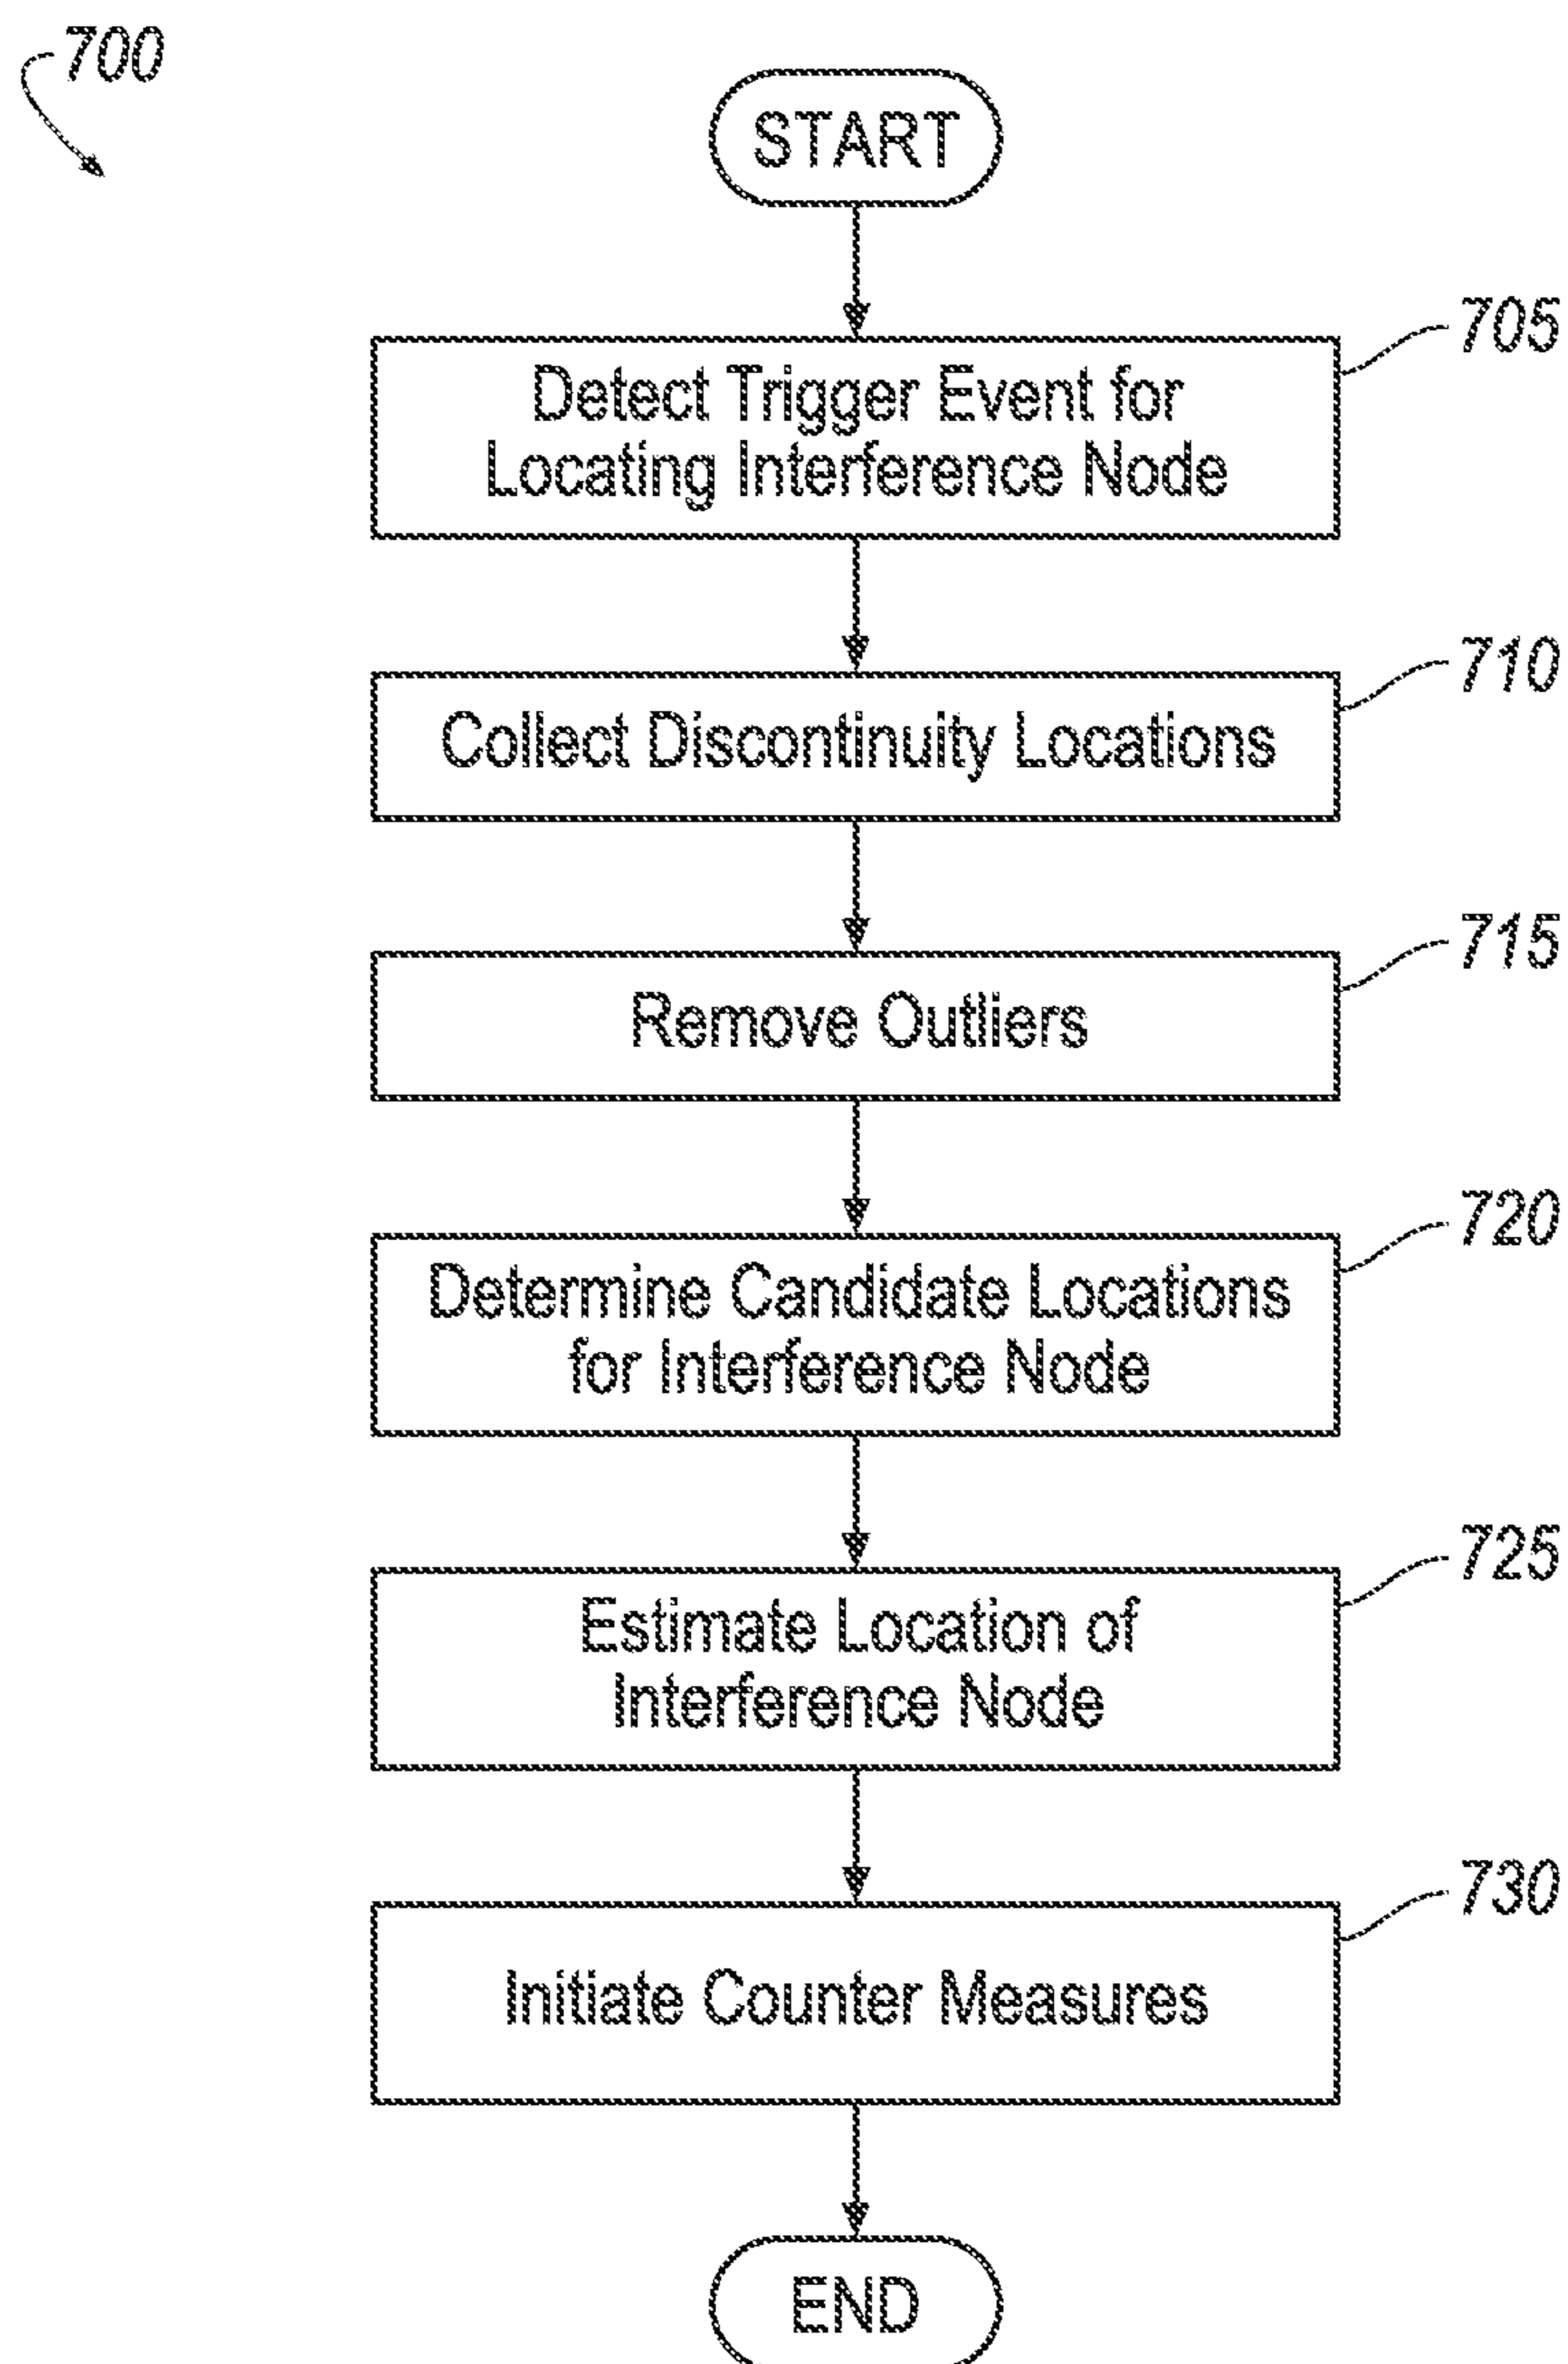 700
START
705
Detect Trigger Event for
Locating Interference Node
710
Collect Discontinuity Locations
715
Remove Outliers
720
Determine Candidate Locations
for Interference Node
725
Estimate Location of
Interference Node
730
Initiate Counter Measures
END